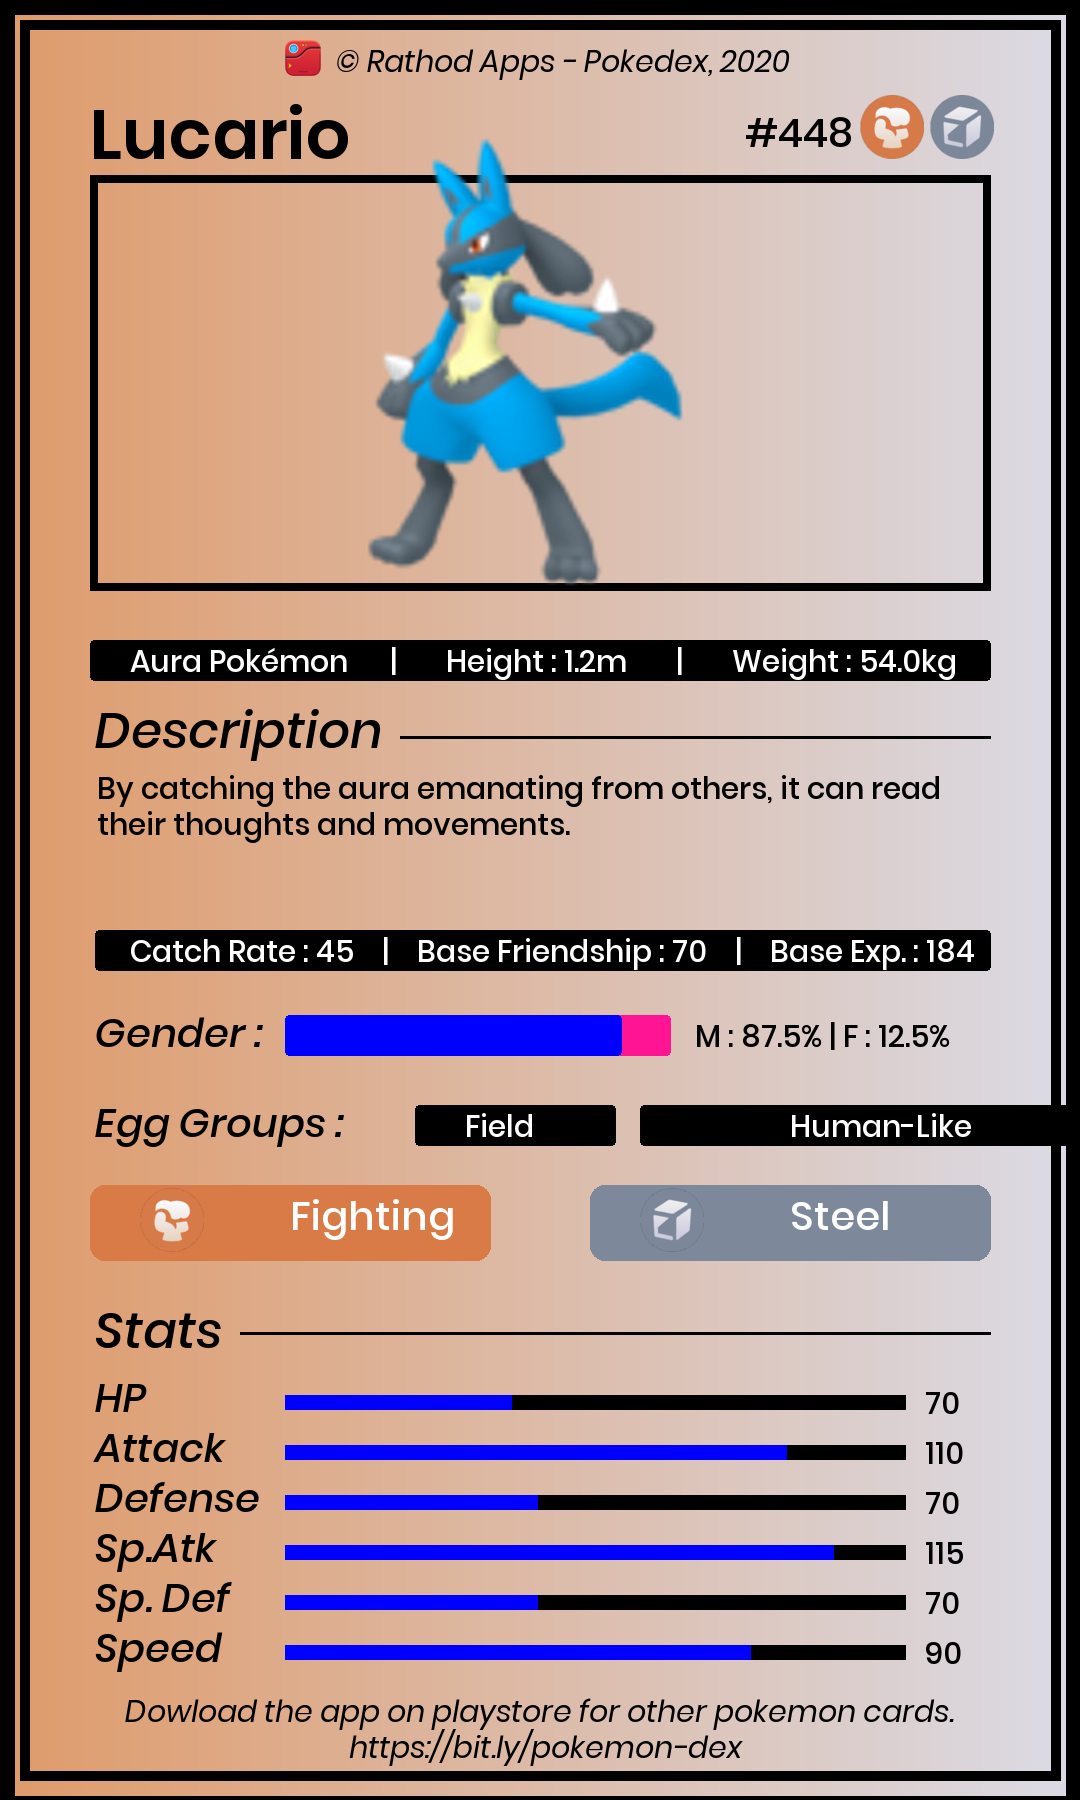 © Rathod Apps - Pokedex, 2020
Lucario #448
Aura Pokémon | Height : 1.2m | Weight : 54.0kg
Description
By catching the aura emanating from others, it can read
their thoughts and movements.
Catch Rate : 45 | Base Friendship : 70 | Base Exp. : 184
Gender : M : 87.5% | F : 12.5%
Egg Groups : Field Human-Like
Fighting Steel
Stats
HP 70
Attack 110
Defense 70
Sp.Atk 115
Sp. Def 70
Speed 90
Dowload the app on playstore for other pokemon cards.
https://bit.ly/pokemon-dex